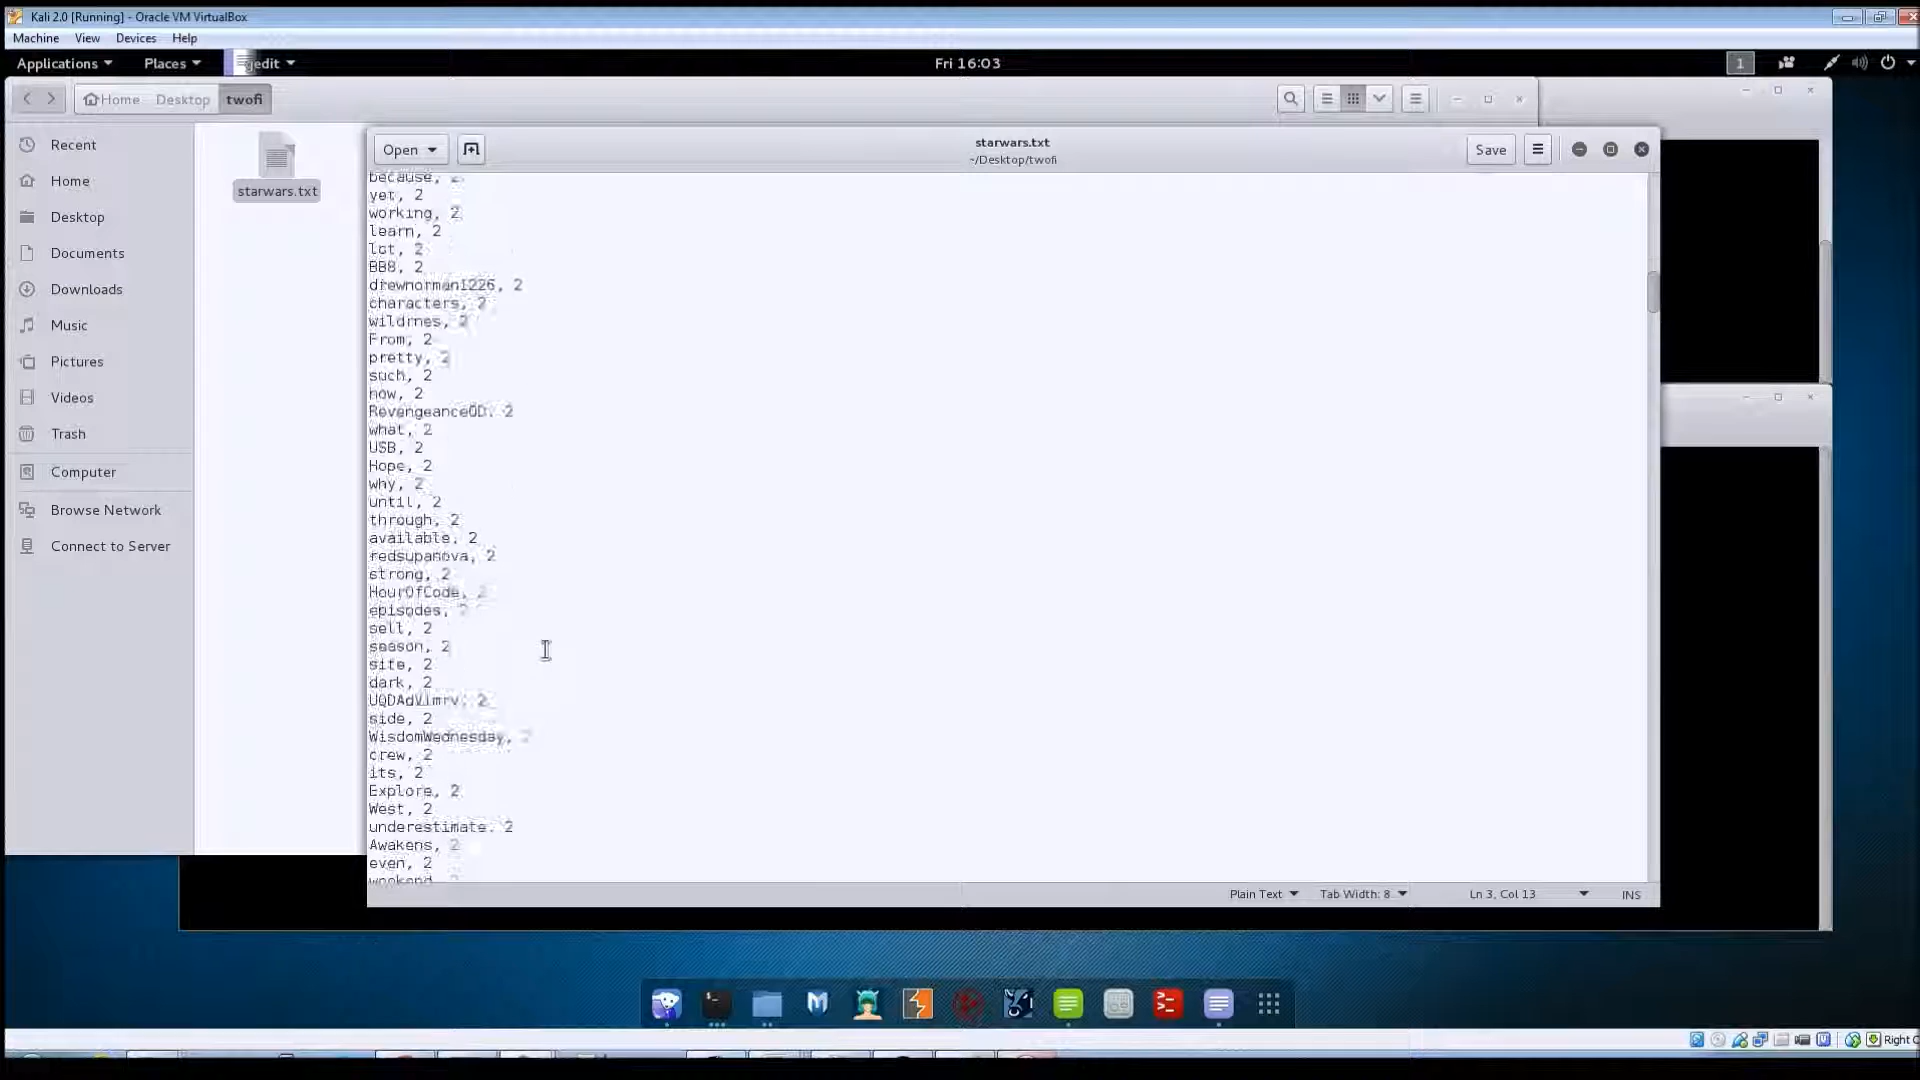 Kali 2.0 [Running] - Oracle VM VirtualBox
Machine View Devices Help
Applications Places gedit Fri 16:03 1
Home Desktop twofi
Recent
Home
Desktop
Documents
Downloads
Music
Pictures
Videos
Trash
Computer
Browse Network
Connect to Server
starwars.txt
Open starwars.txt Save
~/Desktop/twofi
because, 2
yet, 2
working, 2
learn, 2
lot, 2
BB8, 2
drewnorman1226, 2
characters, 2
wildrnes, 2
From, 2
pretty, 2
such, 2
now, 2
RevengeanceOD, 2
what, 2
USB, 2
Hope, 2
why, 2
until, 2
through, 2
available, 2
redsupanova, 2
strong, 2
HourOfCode, 2
episodes, 2
sell, 2
season, 2
site, 2
dark, 2
side, 2
WisdomWednesday, 2
crew, 2
its, 2
Explore, 2
West, 2
underestimate, 2
Awakens, 2
even, 2
weekend, 2
Plain Text Tab Width: 8 Ln 3, Col 13 INS
Right